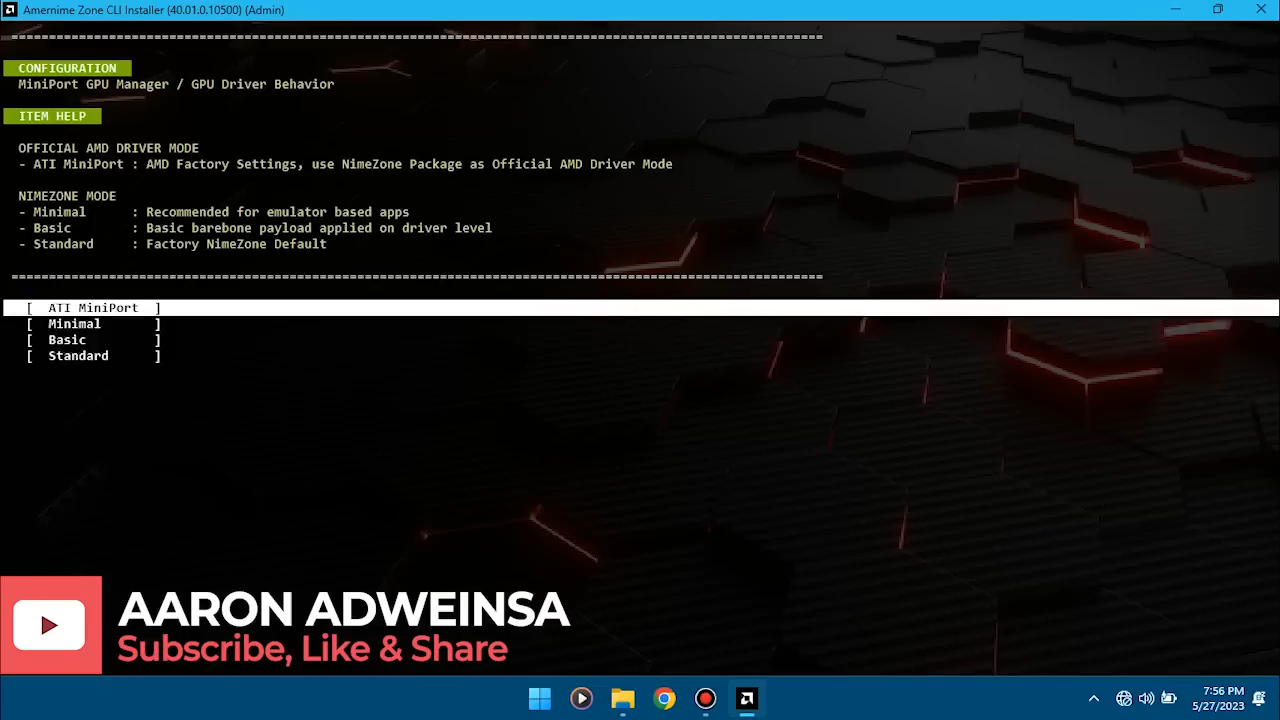 Amernime Zone CLI Installer (40.01.0.10500) (Admin)
===========================================================================================================
CONFIGURATION
MiniPort GPU Manager / GPU Driver Behavior
ITEM HELP
OFFICIAL AMD DRIVER MODE
- ATI MiniPort : AMD Factory Settings, use NimeZone Package as Official AMD Driver Mode
NIMEZONE MODE
- Minimal : Recommended for emulator based apps
- Basic : Basic barebone payload applied on driver level
- Standard : Factory NimeZone Default
===========================================================================================================
[ ATI MiniPort ]
[ Minimal ]
[ Basic ]
[ Standard ]
AARON ADWEINSA
Subscribe, Like & Share
7:56 PM
5/27/2023